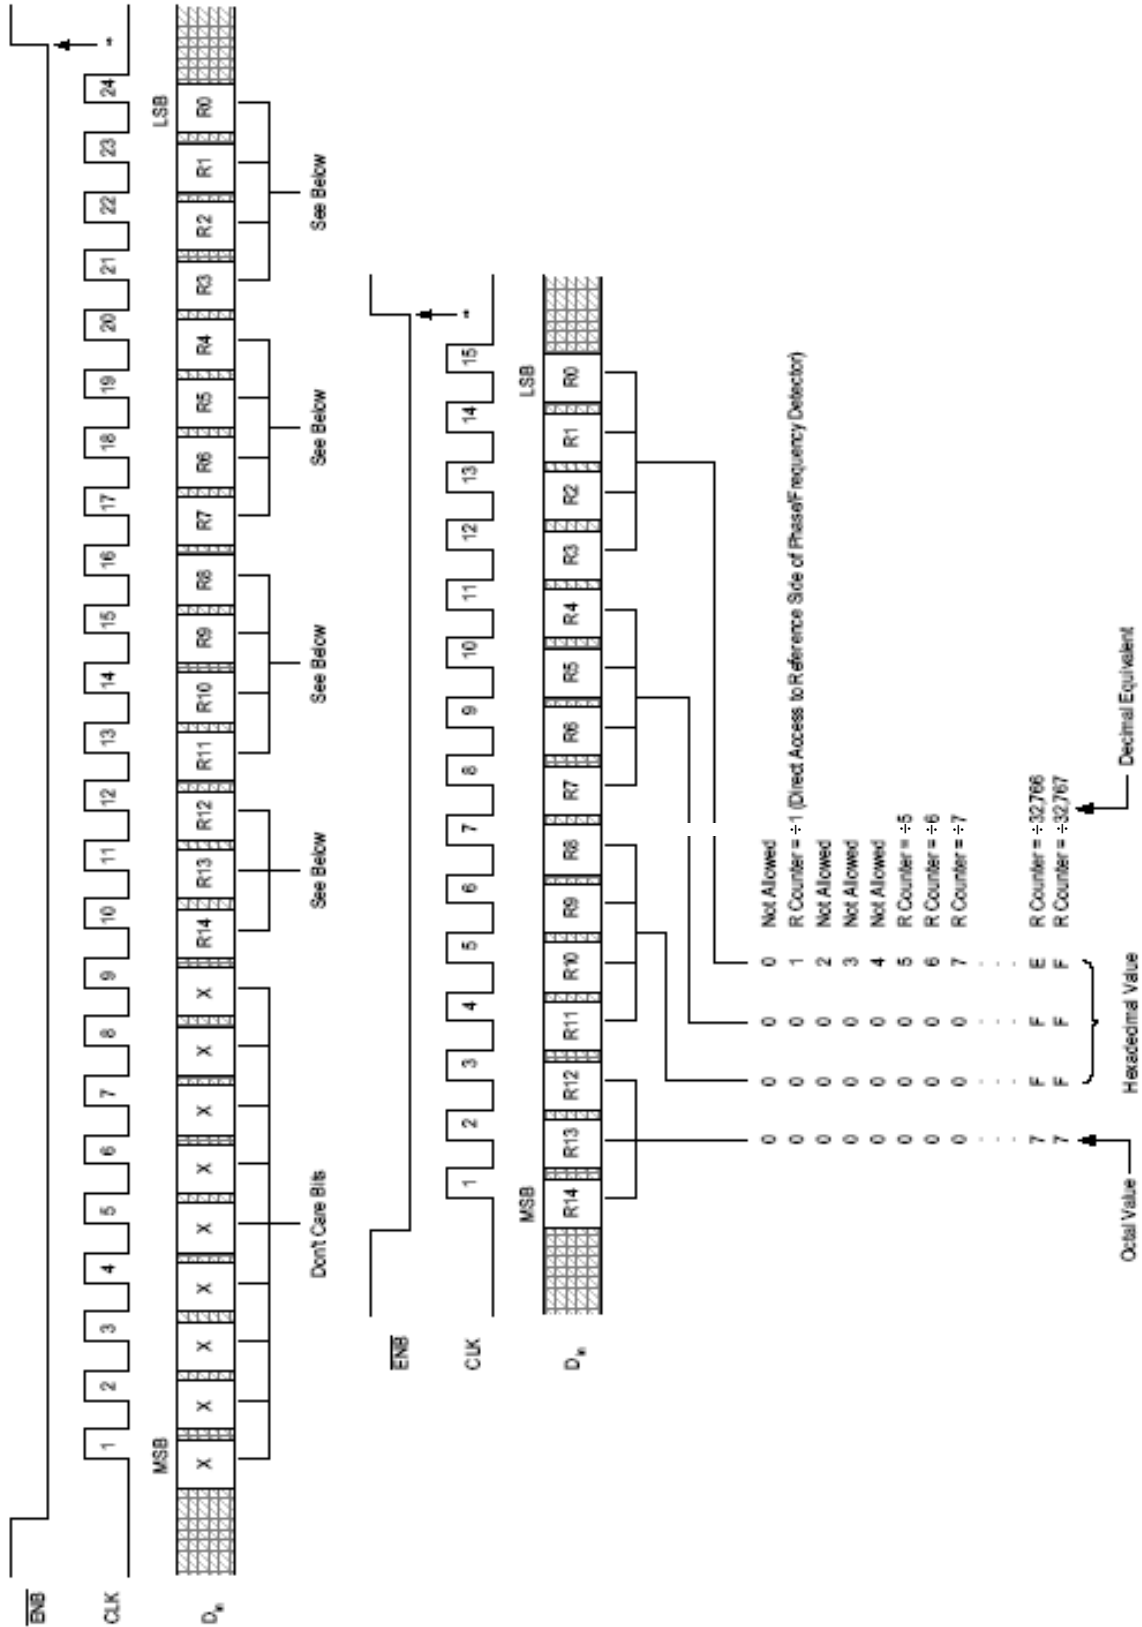 ENB
CLK
1 2 3 4 5 6 7 8 9 10 11 12 13 14 15 16 17 18 19 20 21 22 23 24 *
MSB LSB
Din
X X X X X X X X X R14 R13 R12 R11 R10 R9 R8 R7 R6 R5 R4 R3 R2 R1 R0
Don't Care Bits See Below See Below See Below See Below
ENB
CLK
1 2 3 4 5 6 7 8 9 10 11 12 13 14 15 *
MSB LSB
Din
R14 R13 R12 R11 R10 R9 R8 R7 R6 R5 R4 R3 R2 R1 R0
0 0 0 0 Not Allowed
0 0 0 1 R Counter = ÷1 (Direct Access to Reference Side of Phase/Frequency Detector)
0 0 0 2 Not Allowed
0 0 0 3 Not Allowed
0 0 0 4 Not Allowed
0 0 0 5 R Counter = ÷5
0 0 0 6 R Counter = ÷6
0 0 0 7 R Counter = ÷7
7 F F E R Counter = ÷32,766
7 F F F R Counter = ÷32,767
Octal Value Hexadecimal Value Decimal Equivalent